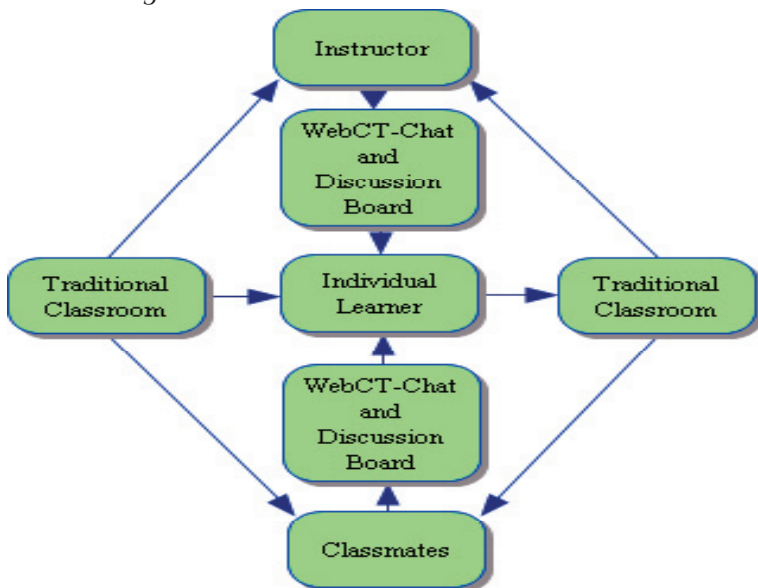 Instructor
WebCT-Chat
and
Discussion
Board
Traditional
Classroom
Individual
Learner
Traditional
Classroom
WebCT-Chat
and
Discussion
Board
Classmates